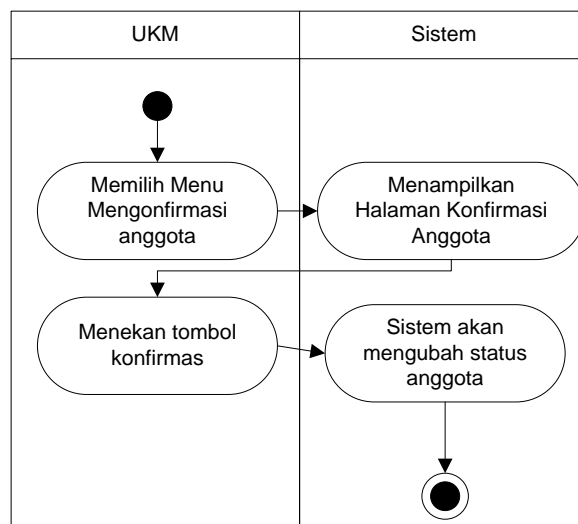 UKM
Sistem
Memilih Menu
Mengonfirmasi
anggota
Menampilkan
Halaman Konfirmasi
Anggota
Menekan tombol
konfirmas
Sistem akan
mengubah status
anggota